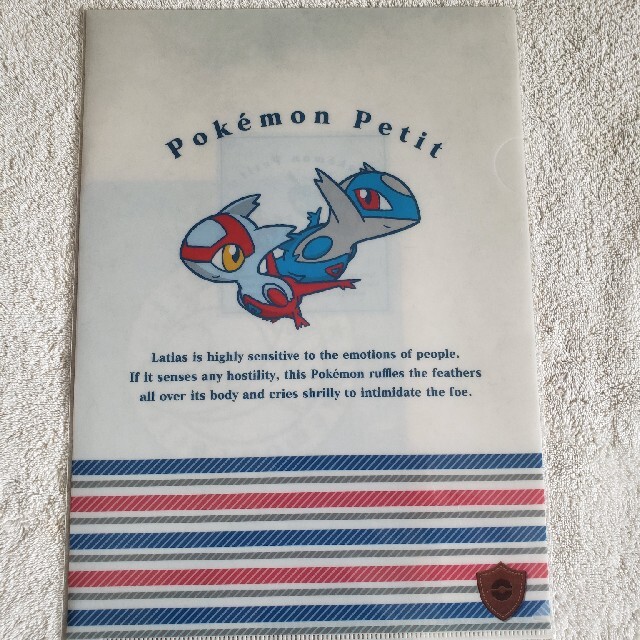 Pokémon Petit
Latias is highly sensitive to the emotions of people.
If it senses any hostility, this Pokémon ruffles the feathers
all over its body and cries shrilly to intimidate the foe.